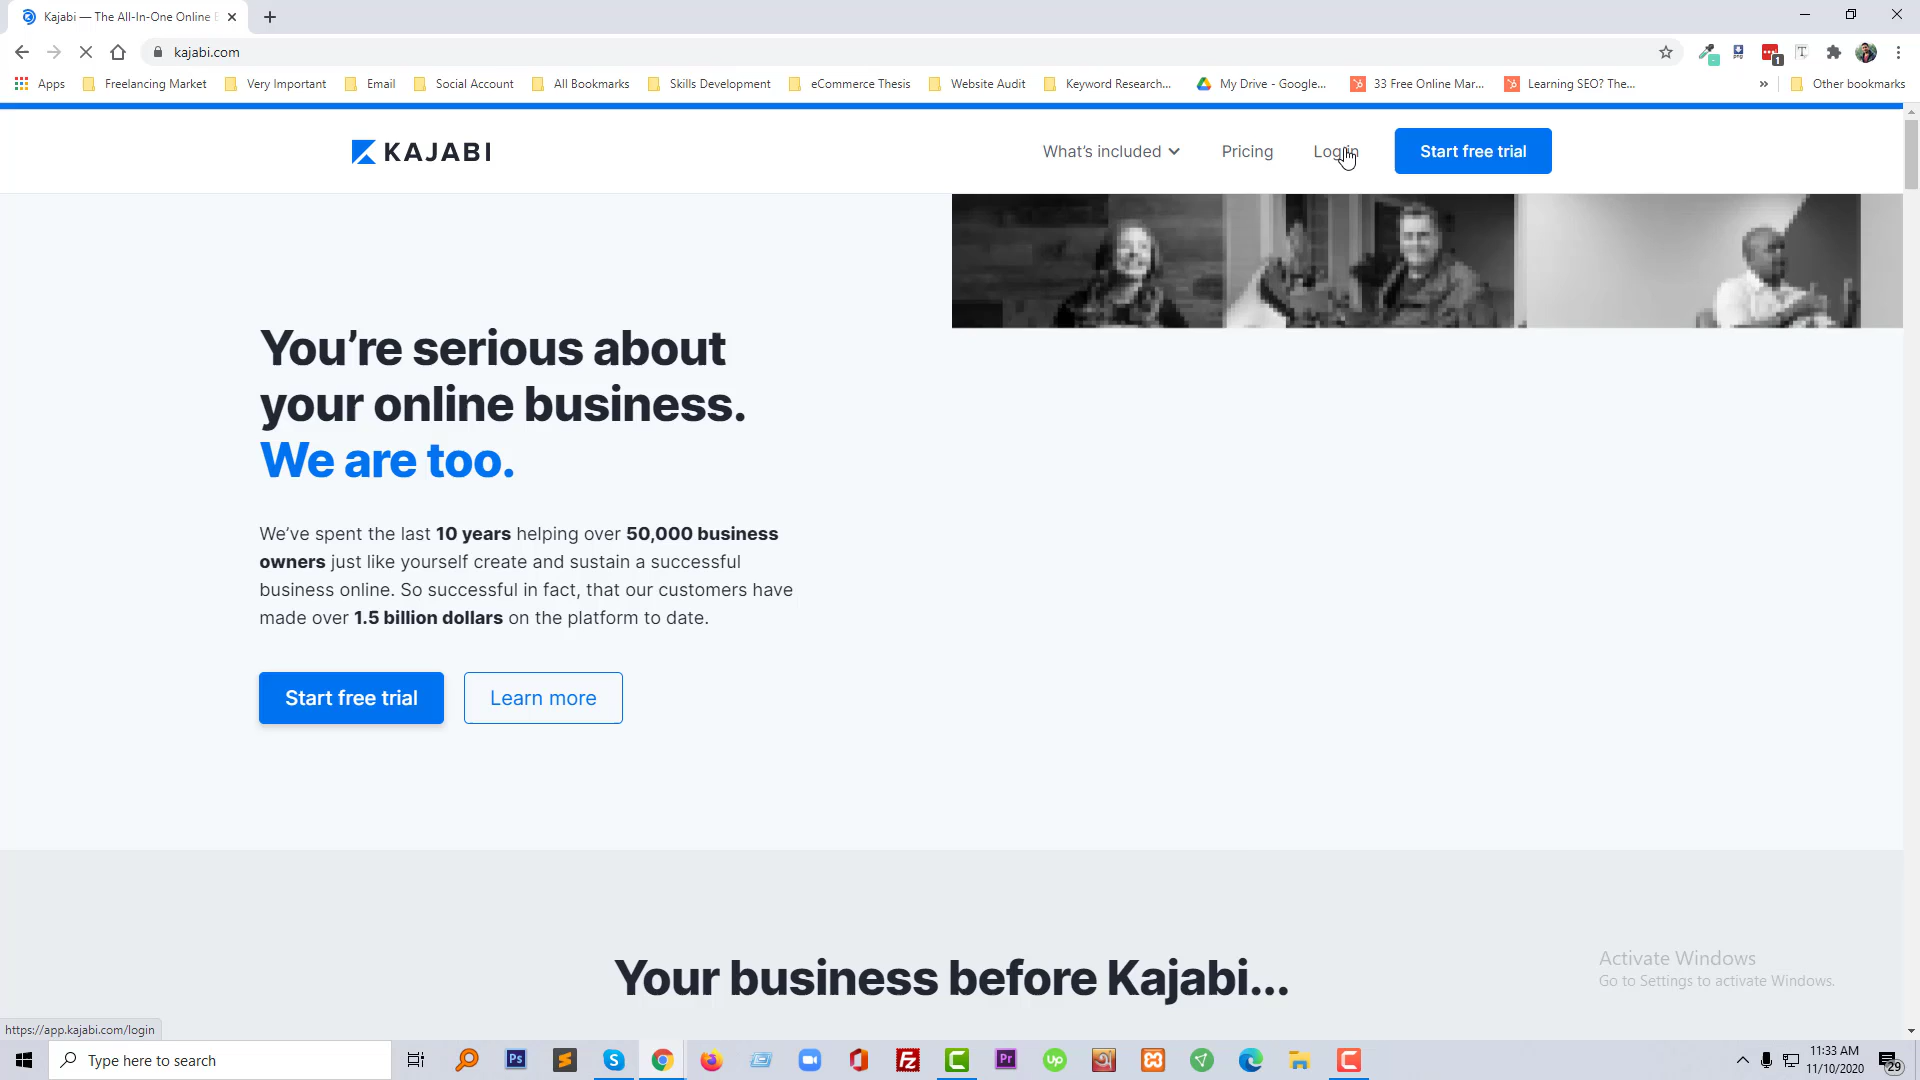 Kajabi — The All-In-One Online
kajabi.com
1
Apps
Freelancing Market
Very Important
Email
Social Account
All Bookmarks
Skills Development
eCommerce Thesis
Website Audit
Keyword Research...
My Drive - Google...
33 Free Online Mar...
Learning SEO? The...
»
Other bookmarks
KAJABI
What's included
Pricing
Login
Start free trial
You're serious about
your online business.
We are too.
We've spent the last 10 years helping over 50,000 business
owners just like yourself create and sustain a successful
business online. So successful in fact, that our customers have
made over 1.5 billion dollars on the platform to date.
Start free trial
Learn more
Your business before Kajabi...
Activate Windows
Go to Settings to activate Windows.
https://app.kajabi.com/login
Type here to search
Ps
S
Fz
Pr
up
11:33 AM
11/10/2020
29